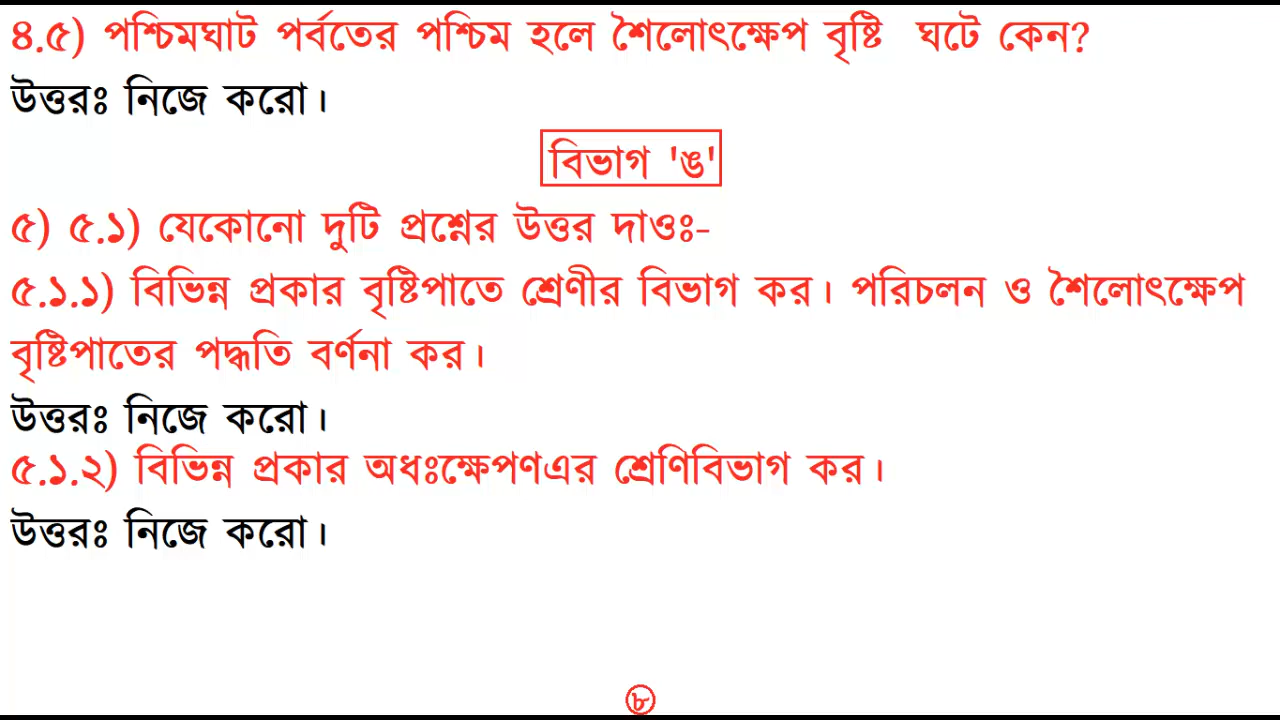 ৪.৫) পশ্চিমঘাট পর্বতের পশ্চিম হলে শৈলোৎক্ষেপ বৃষ্টি ঘটে কেন?
উত্তরঃ নিজে করো।
বিভাগ 'ঙ'
৫) ৫.১) যেকোনো দুটি প্রশ্নের উত্তর দাওঃ-
৫.১.১) বিভিন্ন প্রকার বৃষ্টিপাতে শ্রেণীর বিভাগ কর। পরিচলন ও শৈলোৎক্ষেপ
বৃষ্টিপাতের পদ্ধতি বর্ণনা কর।
উত্তরঃ নিজে করো।
৫.১.২) বিভিন্ন প্রকার অধঃক্ষেপণএর শ্রেণিবিভাগ কর।
উত্তরঃ নিজে করো।
৮